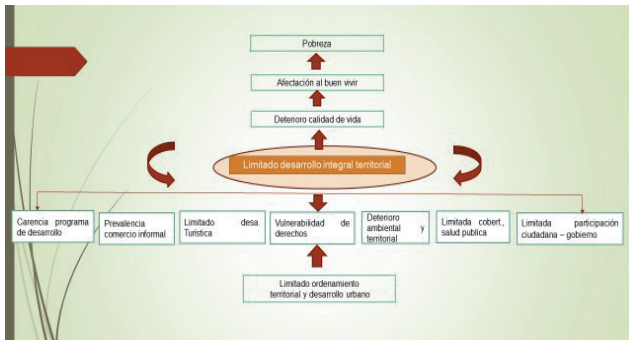 Pobreza
Afectación al buen vivir
Deterioro calidad de vida
Limitado desarrollo integral territorial
Carencia programa
de desarrollo
Prevalencia
comercio informal
Limitado desa.
Turística
Vulnerabilidad de
derechos
Deterioro
ambiental y
territorial
Limitada cobert.,
salud publica
Limitada participación
ciudadana – gobierno
Limitado ordenamiento
territorial y desarrollo urbano